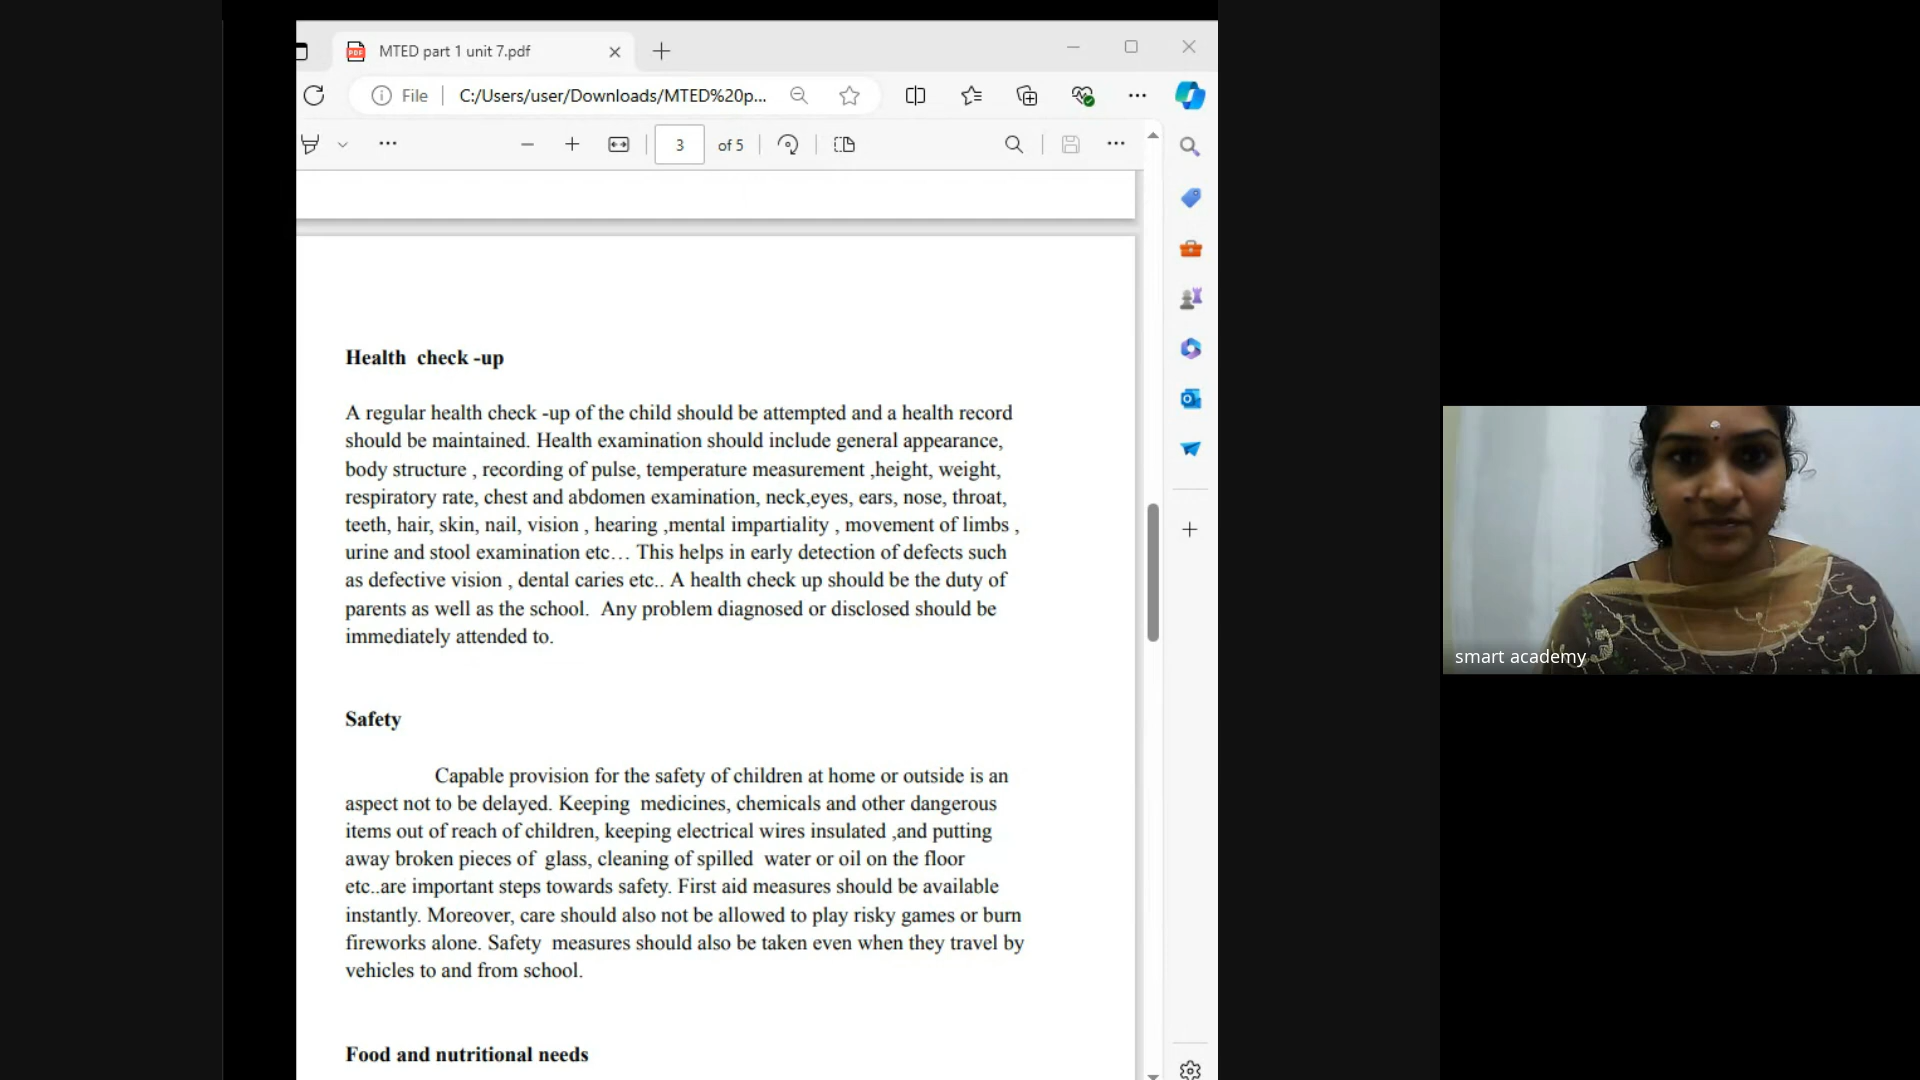 MTED part 1 unit 7.pdf
File
C:/Users/user/Downloads/MTED%20p...
3 of 5
Health  check -up
A regular health check -up of the child should be attempted and a health record
should be maintained. Health examination should include general appearance,
body structure , recording of pulse, temperature measurement ,height, weight,
respiratory rate, chest and abdomen examination, neck,eyes, ears, nose, throat,
teeth, hair, skin, nail, vision , hearing ,mental impartiality , movement of limbs ,
urine and stool examination etc… This helps in early detection of defects such
as defective vision , dental caries etc.. A health check up should be the duty of
parents as well as the school.  Any problem diagnosed or disclosed should be
immediately attended to.
Safety
Capable provision for the safety of children at home or outside is an
aspect not to be delayed. Keeping  medicines, chemicals and other dangerous
items out of reach of children, keeping electrical wires insulated ,and putting
away broken pieces of  glass, cleaning of spilled  water or oil on the floor
etc..are important steps towards safety. First aid measures should be available
instantly. Moreover, care should also not be allowed to play risky games or burn
fireworks alone. Safety  measures should also be taken even when they travel by
vehicles to and from school.
Food and nutritional needs
smart academy